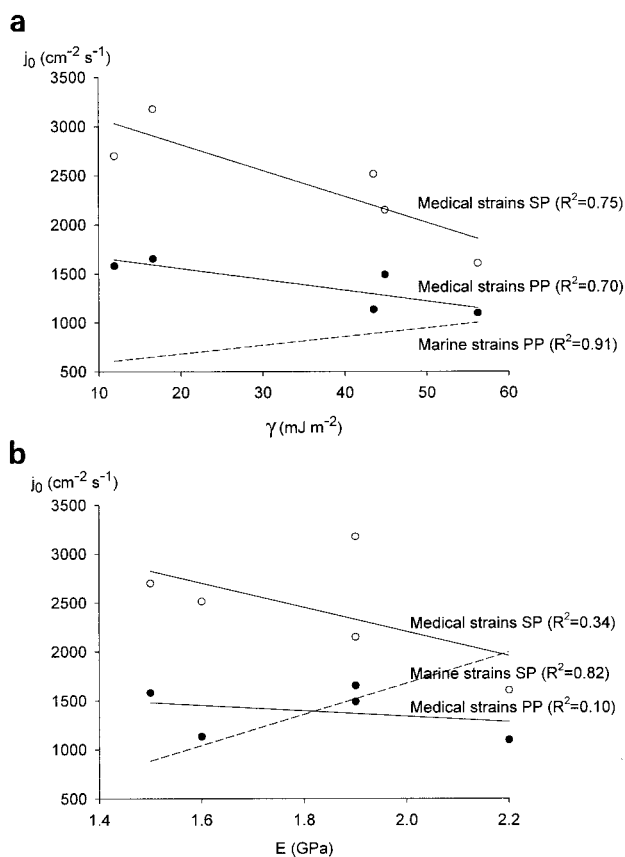 a
j₀ (cm⁻² s⁻¹)
3500
3000
2500
2000
1500
1000
500
Medical strains SP (R²=0.75)
Medical strains PP (R²=0.70)
Marine strains PP (R²=0.91)
10 20 30 40 50 60
γ (mJ m⁻²)
b
j₀ (cm⁻² s⁻¹)
3500
3000
2500
2000
1500
1000
500
Medical strains SP (R²=0.34)
Marine strains SP (R²=0.82)
Medical strains PP (R²=0.10)
1.4 1.6 1.8 2.0 2.2
E (GPa)